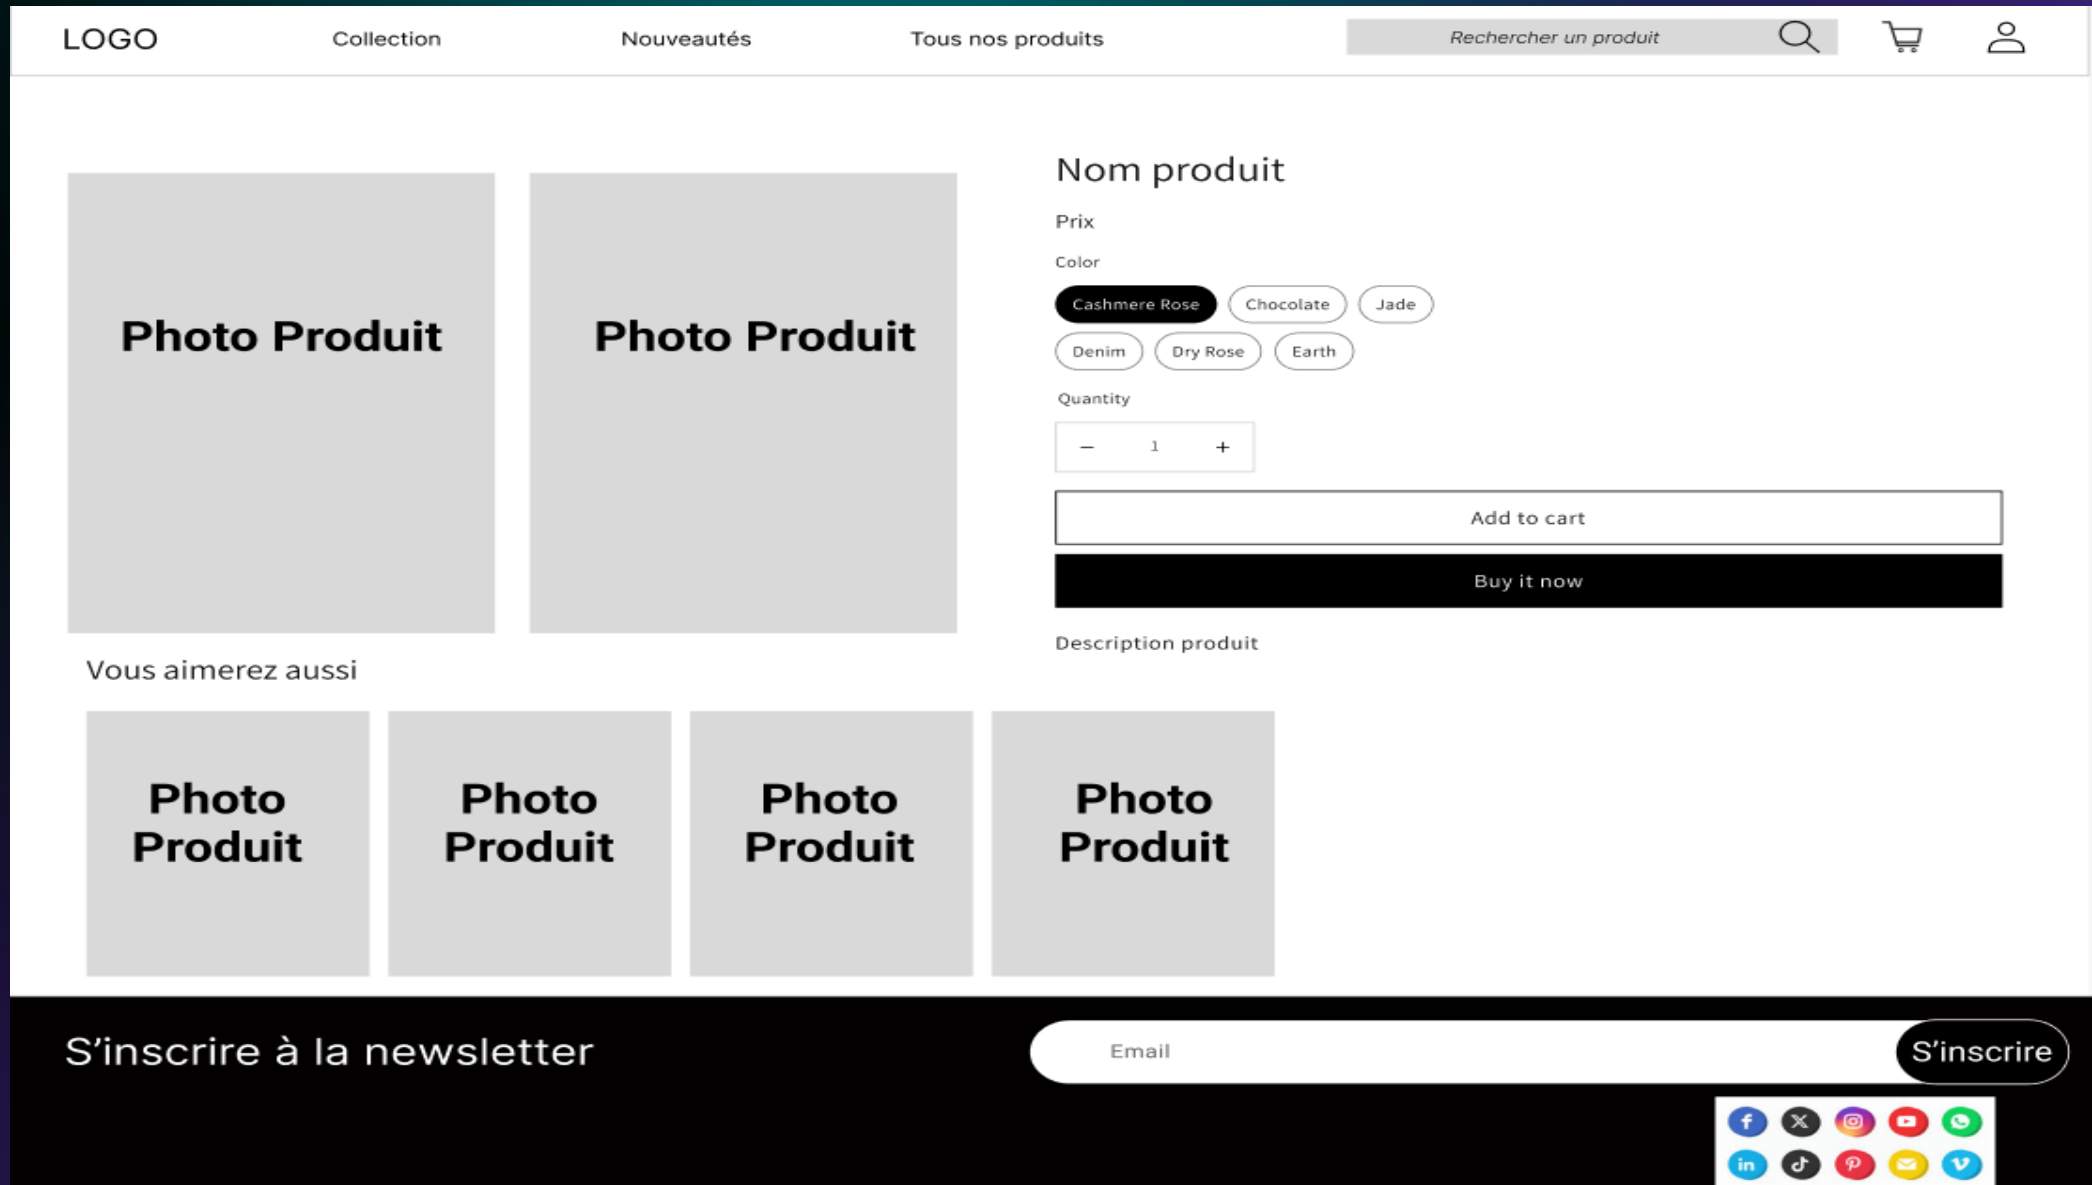 LOGO
Collection
Nouveautés
Tous nos produits
Rechercher un produit
Photo Produit
Photo Produit
Nom produit
Prix
Color
Cashmere Rose
Chocolate
Jade
Denim
Dry Rose
Earth
Quantity
− 1 +
Add to cart
Buy it now
Description produit
Vous aimerez aussi
Photo
Produit
Photo
Produit
Photo
Produit
Photo
Produit
S'inscrire à la newsletter
Email
S'inscrire